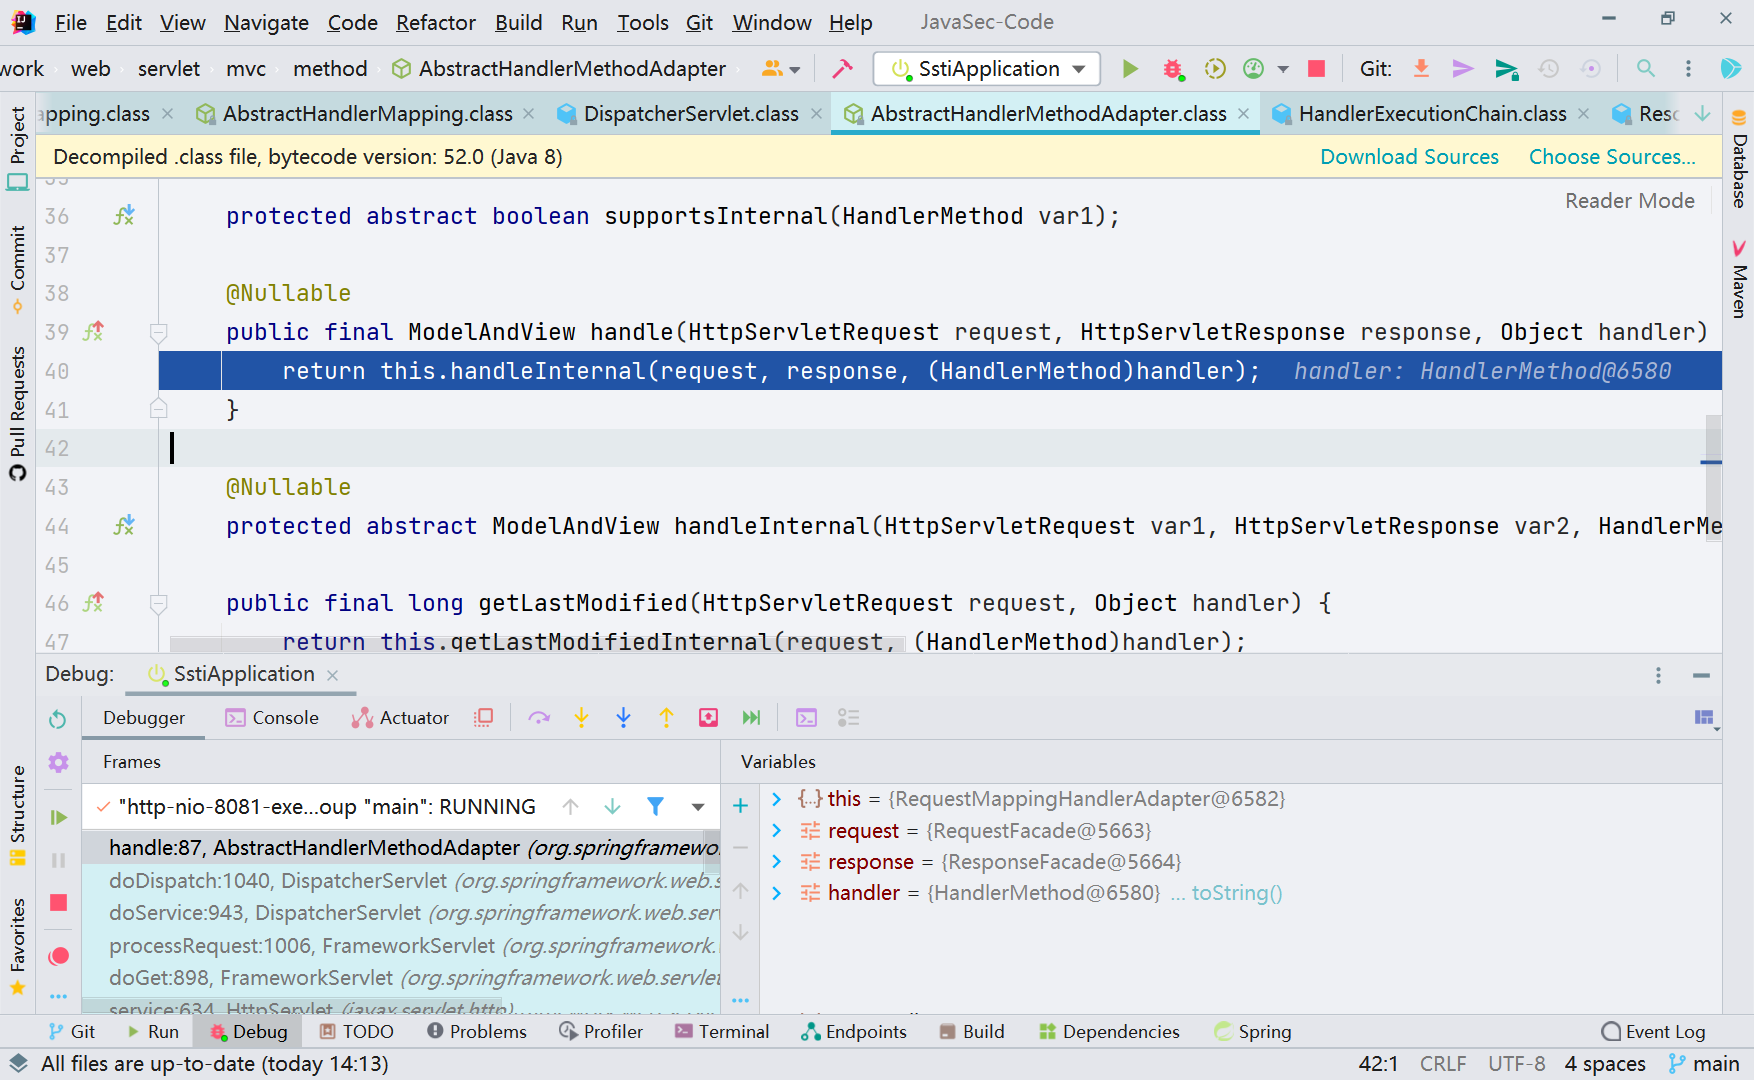 File Edit View Navigate Code Refactor Build Run Tools Git Window Help JavaSec-Code
work web servlet mvc method AbstractHandlerMethodAdapter SstiApplication Git:
apping.class AbstractHandlerMapping.class DispatcherServlet.class AbstractHandlerMethodAdapter.class HandlerExecutionChain.class Resc
Decompiled .class file, bytecode version: 52.0 (Java 8) Download Sources Choose Sources...
Reader Mode
35
36 protected abstract boolean supportsInternal(HandlerMethod var1);
37
38 @Nullable
39 public final ModelAndView handle(HttpServletRequest request, HttpServletResponse response, Object handler)
40 return this.handleInternal(request, response, (HandlerMethod)handler); handler: HandlerMethod@6580
41 }
42
43 @Nullable
44 protected abstract ModelAndView handleInternal(HttpServletRequest var1, HttpServletResponse var2, HandlerMe
45
46 public final long getLastModified(HttpServletRequest request, Object handler) {
47 return this.getLastModifiedInternal(request, (HandlerMethod)handler);
Project
Commit
Pull Requests
Structure
Favorites
Database
Maven
Debug: SstiApplication
Debugger Console Actuator
Frames
"http-nio-8081-exe...oup "main": RUNNING
handle:87, AbstractHandlerMethodAdapter (org.springframewo
doDispatch:1040, DispatcherServlet (org.springframework.web.s
doService:943, DispatcherServlet (org.springframework.web.serv
processRequest:1006, FrameworkServlet (org.springframework.
doGet:898, FrameworkServlet (org.springframework.web.servlet
service:634, HttpServlet (javax.servlet.http)
Variables
this = {RequestMappingHandlerAdapter@6582}
request = {RequestFacade@5663}
response = {ResponseFacade@5664}
handler = {HandlerMethod@6580} ... toString()
Git Run Debug TODO Problems Profiler Terminal Endpoints Build Dependencies Spring Event Log
All files are up-to-date (today 14:13) 42:1 CRLF UTF-8 4 spaces main